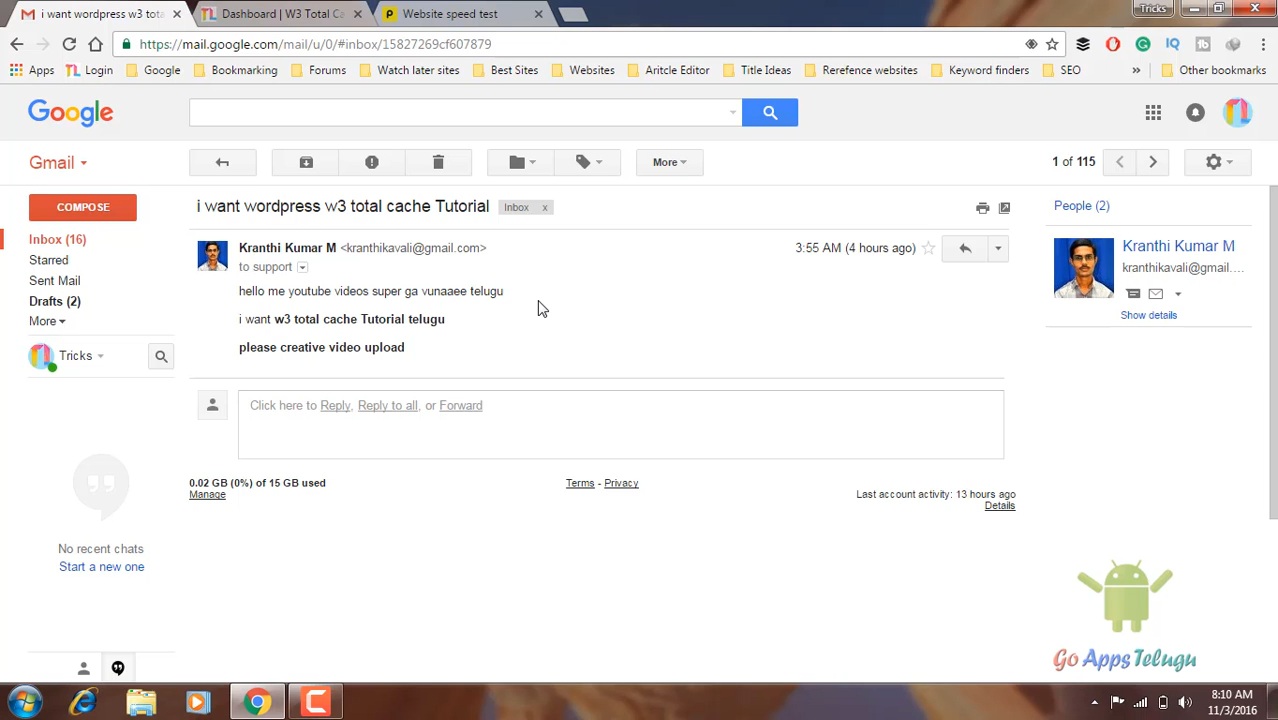 i want wordpress w3 tota
Dashboard | W3 Total Ca
Website speed test
Tricks
https://mail.google.com/mail/u/0/#inbox/15827269cf607879
Apps
Login
Google
Bookmarking
Forums
Watch later sites
Best Sites
Websites
Aritcle Editor
Title Ideas
Rerefence websites
Keyword finders
SEO
»
Other bookmarks
Google
Gmail
More
1 of 115
COMPOSE
i want wordpress w3 total cache Tutorial
Inbox x
People (2)
Inbox (16)
Starred
Sent Mail
Drafts (2)
More
Kranthi Kumar M <kranthikavali@gmail.com>
3:55 AM (4 hours ago)
to support
hello me youtube videos super ga vunaaee telugu
i want w3 total cache Tutorial telugu
please creative video upload
Kranthi Kumar M
kranthikavali@gmail....
Show details
Tricks
Click here to Reply, Reply to all, or Forward
0.02 GB (0%) of 15 GB used
Manage
Terms - Privacy
Last account activity: 13 hours ago
Details
No recent chats
Start a new one
Go Apps Telugu
8:10 AM
11/3/2016